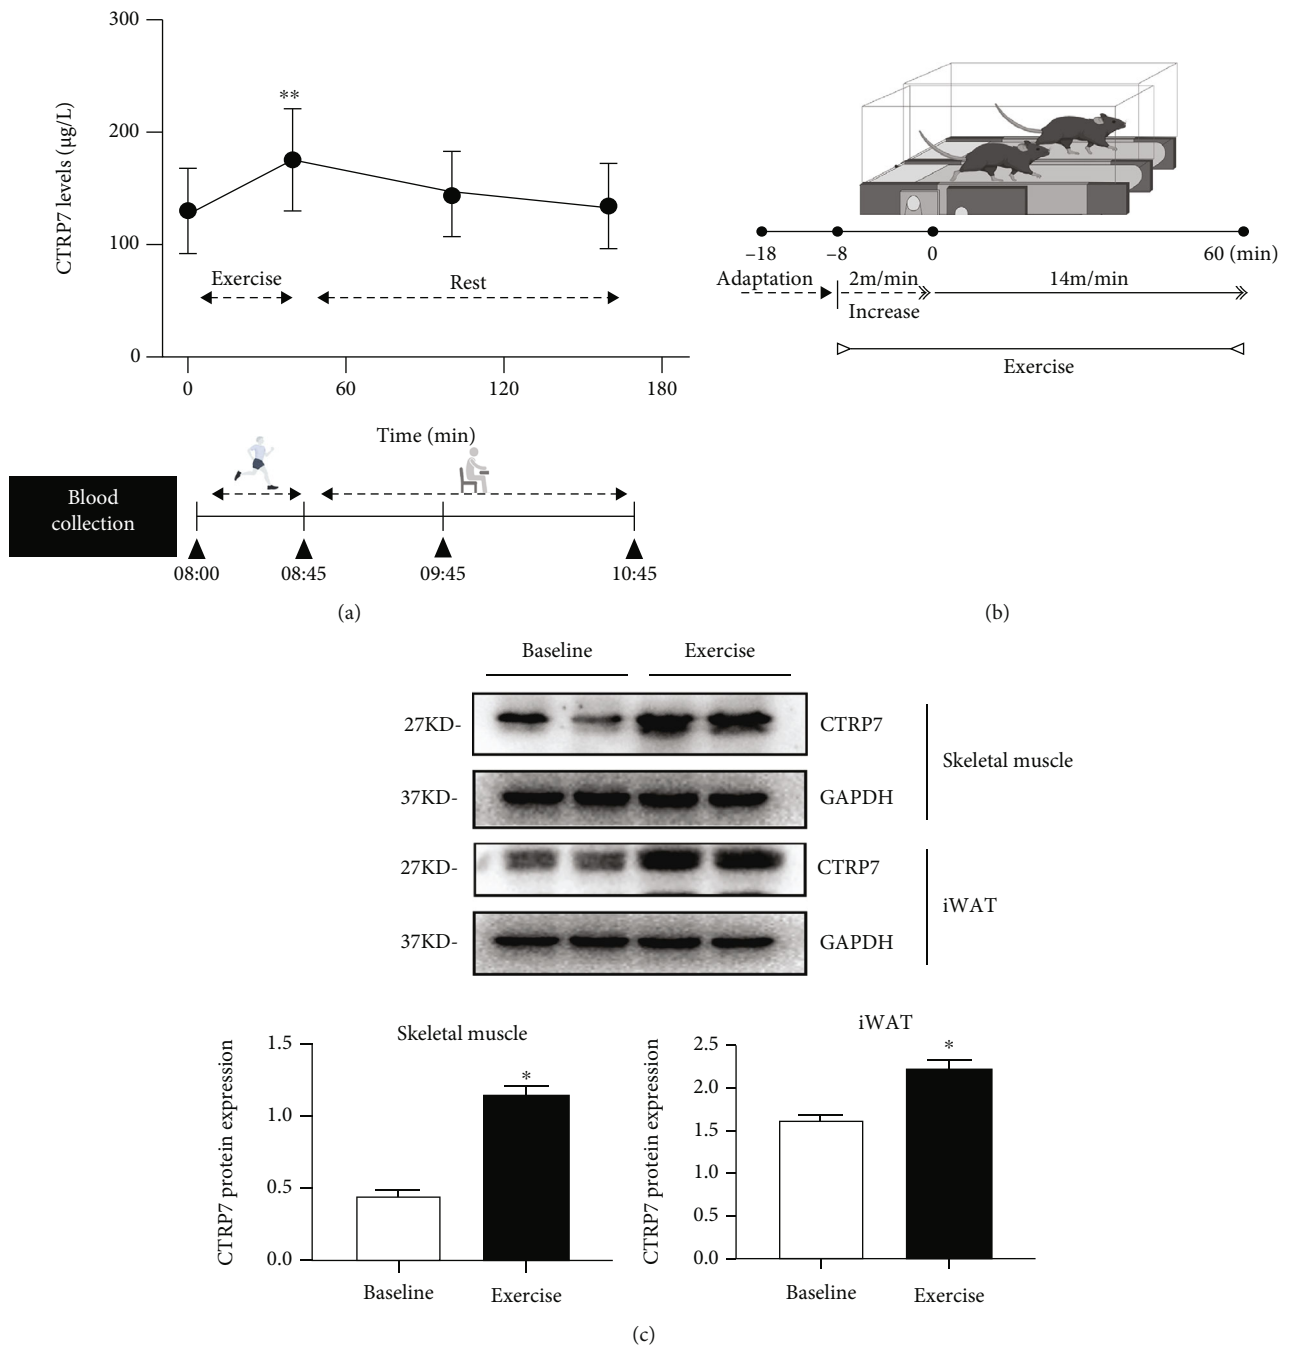 300
200
100
0
CTRP7 levels (μg/L)
**
Exercise
Rest
0
60
120
180
Time (min)
Blood
collection
08:00
08:45
09:45
10:45
(a)
–18
–8
0
60 (min)
Adaptation
2m/min
14m/min
Increase
Exercise
(b)
Baseline
Exercise
27KD-
CTRP7
37KD-
GAPDH
Skeletal muscle
27KD-
CTRP7
37KD-
GAPDH
iWAT
Skeletal muscle
CTRP7 protein expression
1.5
1.0
0.5
0.0
*
Baseline
Exercise
iWAT
CTRP7 protein expression
2.5
2.0
1.5
1.0
0.5
0.0
*
Baseline
Exercise
(c)